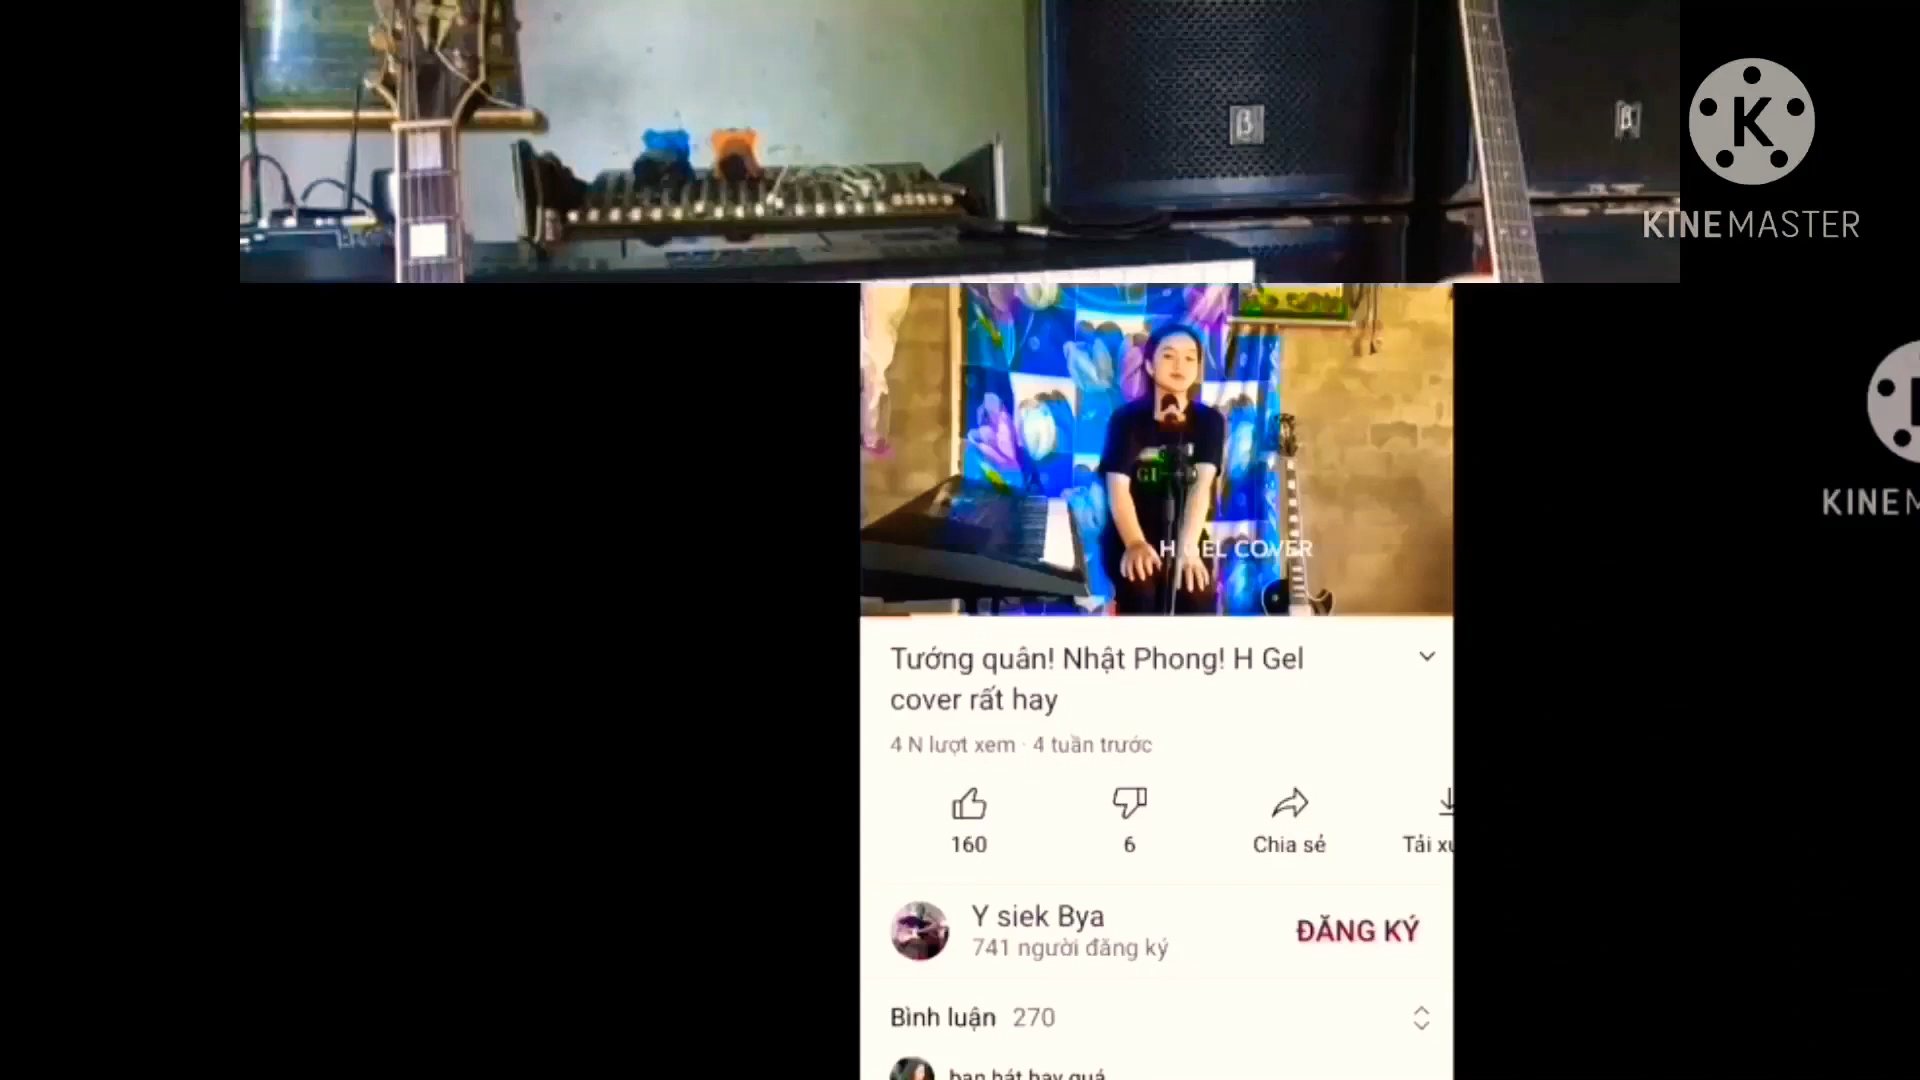 KINEMASTER
H GEL COVER
Tướng quân! Nhật Phong! H Gel
cover rất hay
4 N lượt xem · 4 tuần trước
160
6
Chia sẻ
Tải
Y siek Bya
741 người đăng ký
ĐĂNG KÝ
Bình luận 270
bạn hát hay quá